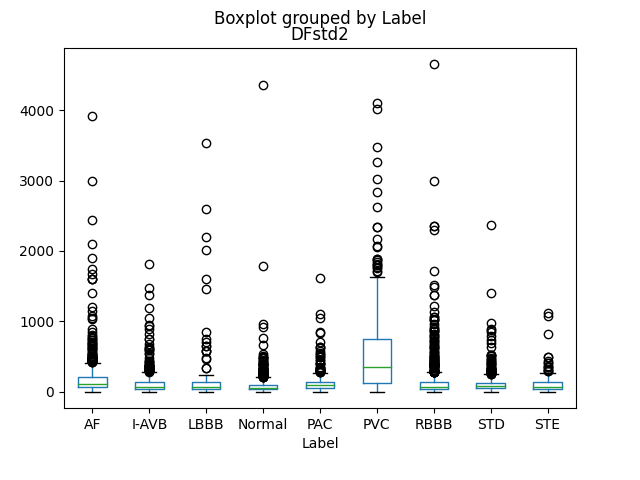 Boxplot grouped by Label
DFstd2
4000
3000
2000
1000
0
AF I-AVB LBBB Normal PAC PVC RBBB STD STE
Label